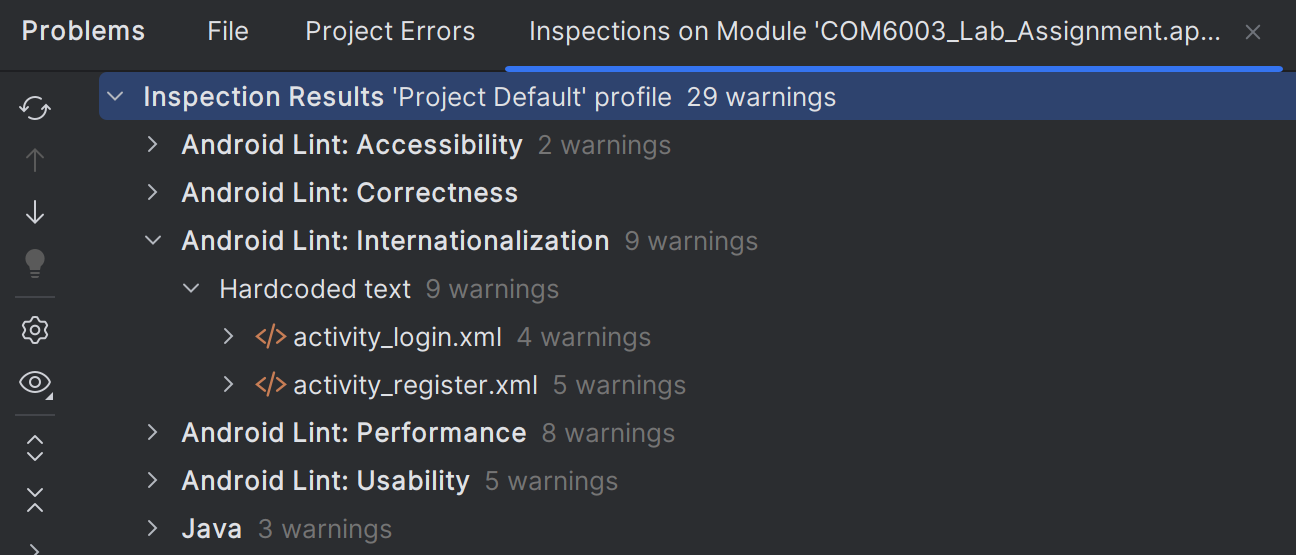 Problems File Project Errors Inspections on Module 'COM6003_Lab_Assignment.ap...
Inspection Results 'Project Default' profile 29 warnings
Android Lint: Accessibility 2 warnings
Android Lint: Correctness
Android Lint: Internationalization 9 warnings
Hardcoded text 9 warnings
</> activity_login.xml 4 warnings
</> activity_register.xml 5 warnings
Android Lint: Performance 8 warnings
Android Lint: Usability 5 warnings
Java 3 warnings